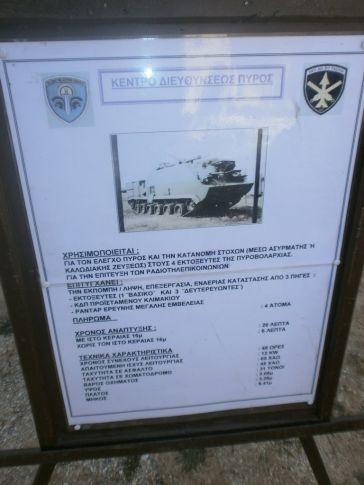 ΚΕΝΤΡΟ ΔΙΕΥΘΥΝΣΕΩΣ ΠΥΡΟΣ
ΧΡΗΣΙΜΟΠΟΙΕΙΤΑΙ :
ΓΙΑ ΤΟΝ ΕΛΕΓΧΟ ΠΥΡΟΣ ΚΑΙ ΤΗΝ ΚΑΤΑΝΟΜΗ ΣΤΟΧΩΝ (ΜΕΣΩ ΑΣΥΡΜΑΤΗΣ Ή
ΚΑΛΩΔΙΑΚΗΣ ΖΕΥΞΕΩΣ) ΣΤΟΥΣ 4 ΕΚΤΟΞΕΥΤΕΣ ΤΗΣ ΠΥΡΟΒΟΛΑΡΧΙΑΣ.
ΓΙΑ ΤΗΝ ΕΠΙΤΕΥΞΗ ΤΩΝ ΡΑΔΙΟΤΗΛΕΠΙΚΟΙΝΩΝΙΩΝ:
ΕΠΙΤΥΓΧΑΝΕΙ :
ΤΗΝ ΕΚΠΟΜΠΗ / ΛΗΨΗ, ΕΠΕΞΕΡΓΑΣΙΑ, ΕΝΑΕΡΙΑΣ ΚΑΤΑΣΤΑΣΗΣ ΑΠΟ 3 ΠΗΓΕΣ :
- ΕΚΤΟΞΕΥΤΕΣ (1 ΒΑΣΙΚΟ ΚΑΙ 3 ΔΕΥΤΕΡΕΥΟΝΤΕΣ)
- ΚΔΠ ΠΡΟΪΣΤΑΜΕΝΟΥ ΚΛΙΜΑΚΙΟΥ
- ΡΑΝΤΑΡ ΕΡΕΥΝΗΣ ΜΕΓΑΛΗΣ ΕΜΒΕΛΕΙΑΣ
ΠΛΗΡΩΜΑ : 4 ΑΤΟΜΑ
ΧΡΟΝΟΣ ΑΝΑΠΤΥΞΗΣ :
ΜΕ ΙΣΤΟ ΚΕΡΑΙΑΣ 16μ : 20 ΛΕΠΤΑ
ΧΩΡΙΣ ΤΟΝ ΙΣΤΟ ΚΕΡΑΙΑΣ 16μ : 5 ΛΕΠΤΑ
ΤΕΧΝΙΚΑ ΧΑΡΑΚΤΗΡΙΣΤΙΚΑ
ΧΡΟΝΟΣ ΣΥΝΕΧΟΥΣ ΛΕΙΤΟΥΡΓΙΑΣ : 48 ΩΡΕΣ
ΑΠΑΙΤΟΥΜΕΝΗ ΙΣΧΥΣ ΛΕΙΤΟΥΡΓΙΑΣ
ΤΑΧΥΤΗΤΑ ΣΕ ΑΣΦΑΛΤΟ
ΤΑΧΥΤΗΤΑ ΣΕ ΧΩΜΑΤΟΔΡΟΜΟ
ΒΑΡΟΣ ΟΧΗΜΑΤΟΣ
ΥΨΟΣ
ΠΛΑΤΟΣ
ΜΗΚΟΣ